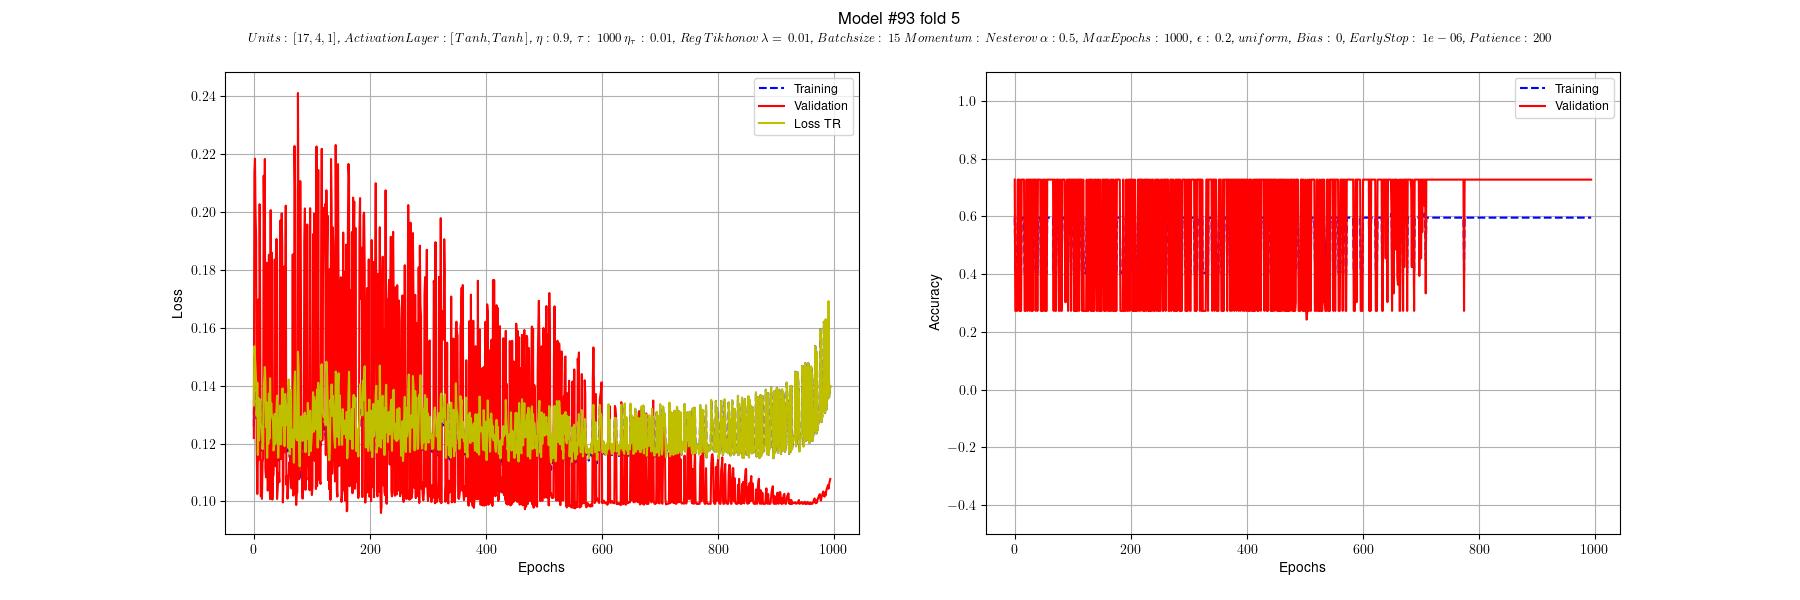 Model #93 fold 5
Units : [17, 4, 1], ActivationLayer : [Tanh, Tanh], η : 0.9, τ : 1000 ητ : 0.01, Reg Tikhonov λ = 0.01, Batchsize : 15 Momentum : Nesterov α : 0.5, MaxEpochs : 1000, ϵ : 0.2, uniform, Bias : 0, EarlyStop : 1e − 06, Patience : 200
Training
Validation
Loss TR
0.24
0.22
0.20
0.18
0.16
0.14
0.12
0.10
Loss
0 200 400 600 800 1000
Epochs
Training
Validation
1.0
0.8
0.6
0.4
0.2
0.0
−0.2
−0.4
Accuracy
0 200 400 600 800 1000
Epochs